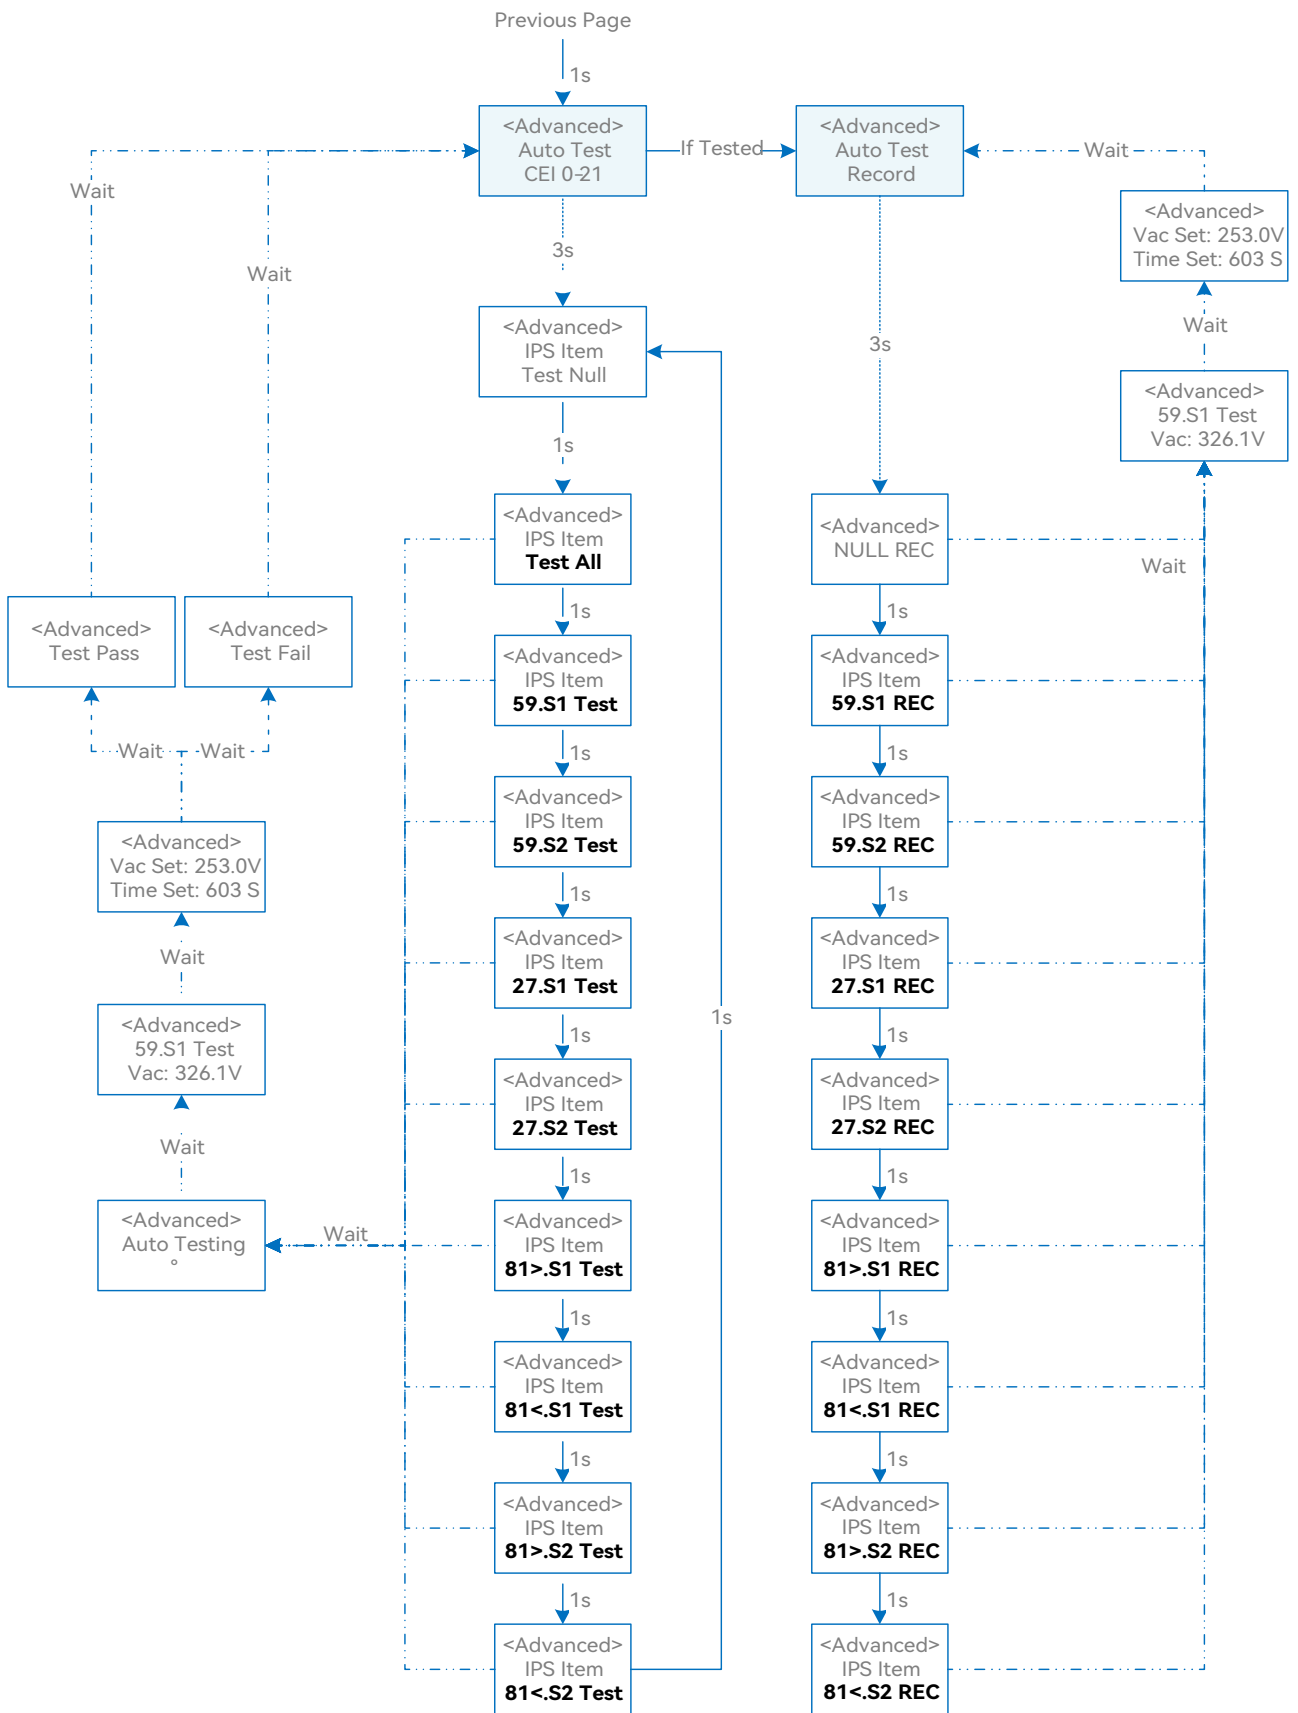 Previous Page
1s
<Advanced>
Auto Test
CEI 0-21
If Tested
<Advanced>
Auto Test
Record
Wait
Wait
Wait
3s
<Advanced>
Vac Set: 253.0V
Time Set: 603 S
Wait
<Advanced>
IPS Item
Test Null
3s
1s
<Advanced>
59.S1 Test
Vac: 326.1V
Wait
<Advanced>
IPS Item
Test All
<Advanced>
NULL REC
1s
1s
<Advanced>
Test Pass
<Advanced>
Test Fail
<Advanced>
IPS Item
59.S1 Test
<Advanced>
IPS Item
59.S1 REC
Wait
Wait
1s
1s
<Advanced>
Vac Set: 253.0V
Time Set: 603 S
<Advanced>
IPS Item
59.S2 Test
<Advanced>
IPS Item
59.S2 REC
1s
1s
Wait
<Advanced>
IPS Item
27.S1 Test
<Advanced>
IPS Item
27.S1 REC
1s
1s
1s
<Advanced>
59.S1 Test
Vac: 326.1V
<Advanced>
IPS Item
27.S2 Test
<Advanced>
IPS Item
27.S2 REC
Wait
1s
1s
<Advanced>
Auto Testing
°
Wait
<Advanced>
IPS Item
81>.S1 Test
<Advanced>
IPS Item
81>.S1 REC
1s
1s
<Advanced>
IPS Item
81<.S1 Test
<Advanced>
IPS Item
81<.S1 REC
1s
1s
<Advanced>
IPS Item
81>.S2 Test
<Advanced>
IPS Item
81>.S2 REC
1s
1s
<Advanced>
IPS Item
81<.S2 Test
<Advanced>
IPS Item
81<.S2 REC